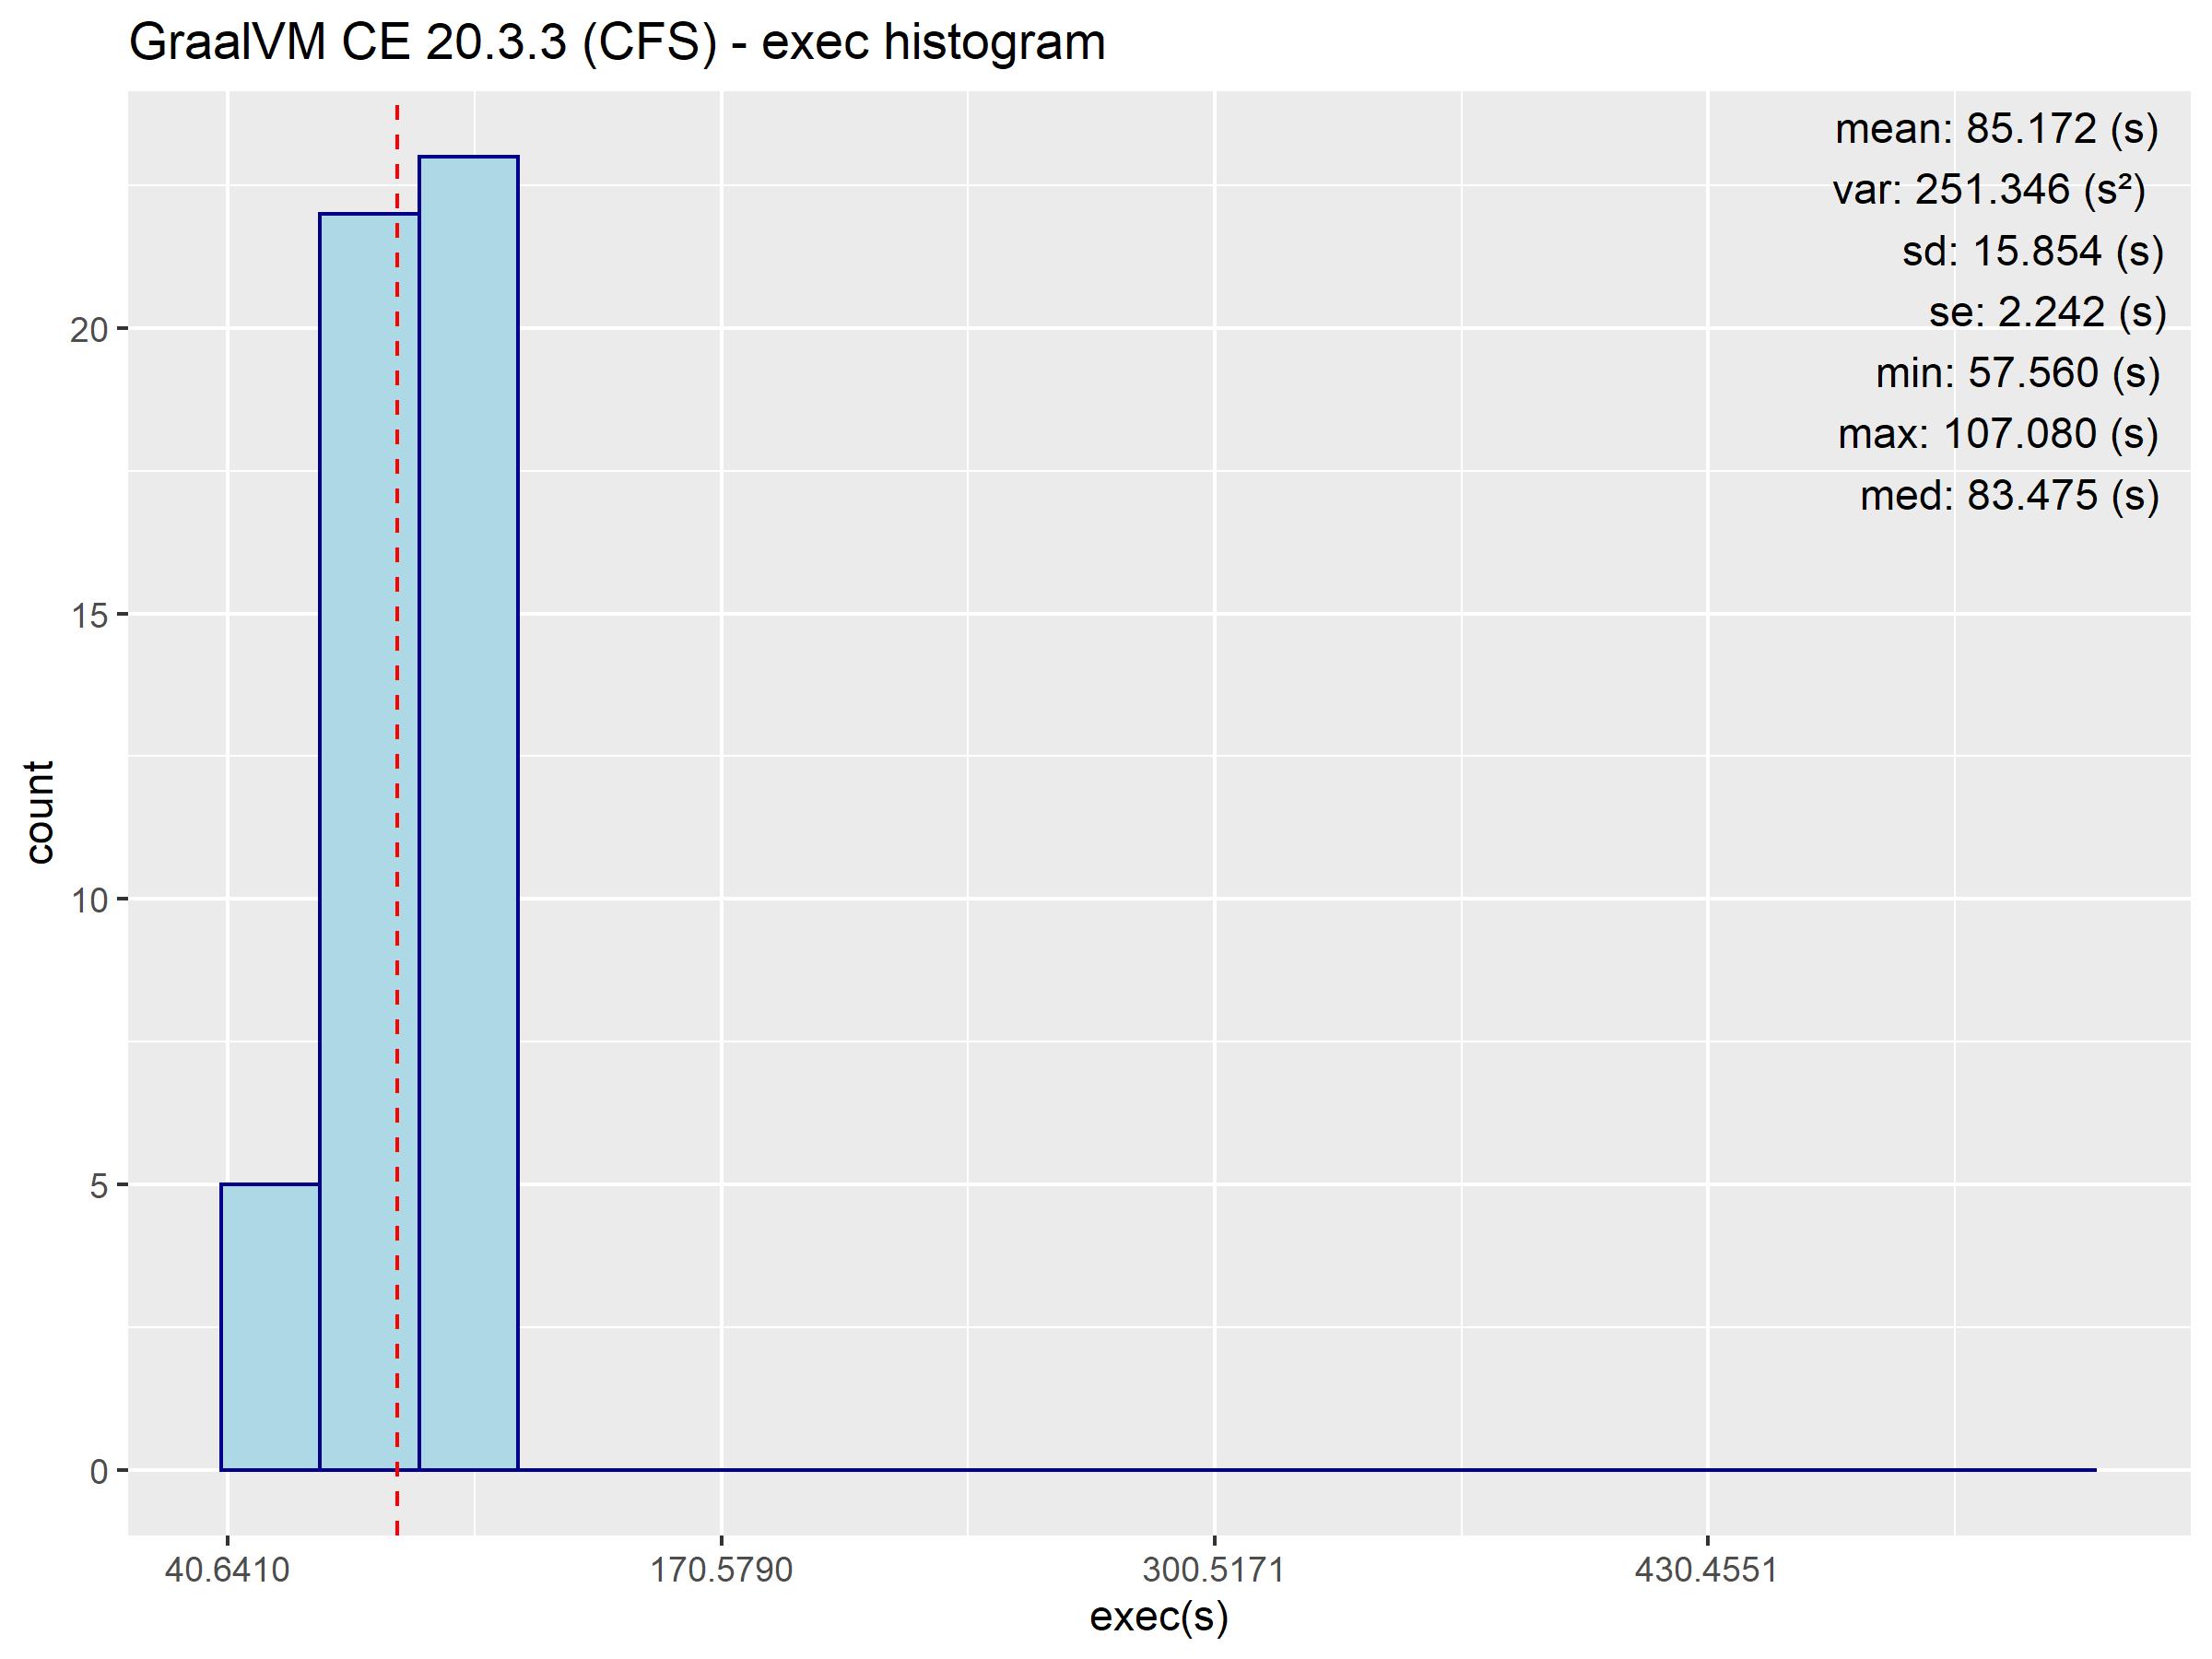 GraalVM CE 20.3.3 (CFS) - exec histogram
mean: 85.172 (s)
var: 251.346 (s²)
sd: 15.854 (s)
se: 2.242 (s)
min: 57.560 (s)
max: 107.080 (s)
med: 83.475 (s)
count
20
15
10
5
0
40.6410 170.5790 300.5171 430.4551
exec(s)